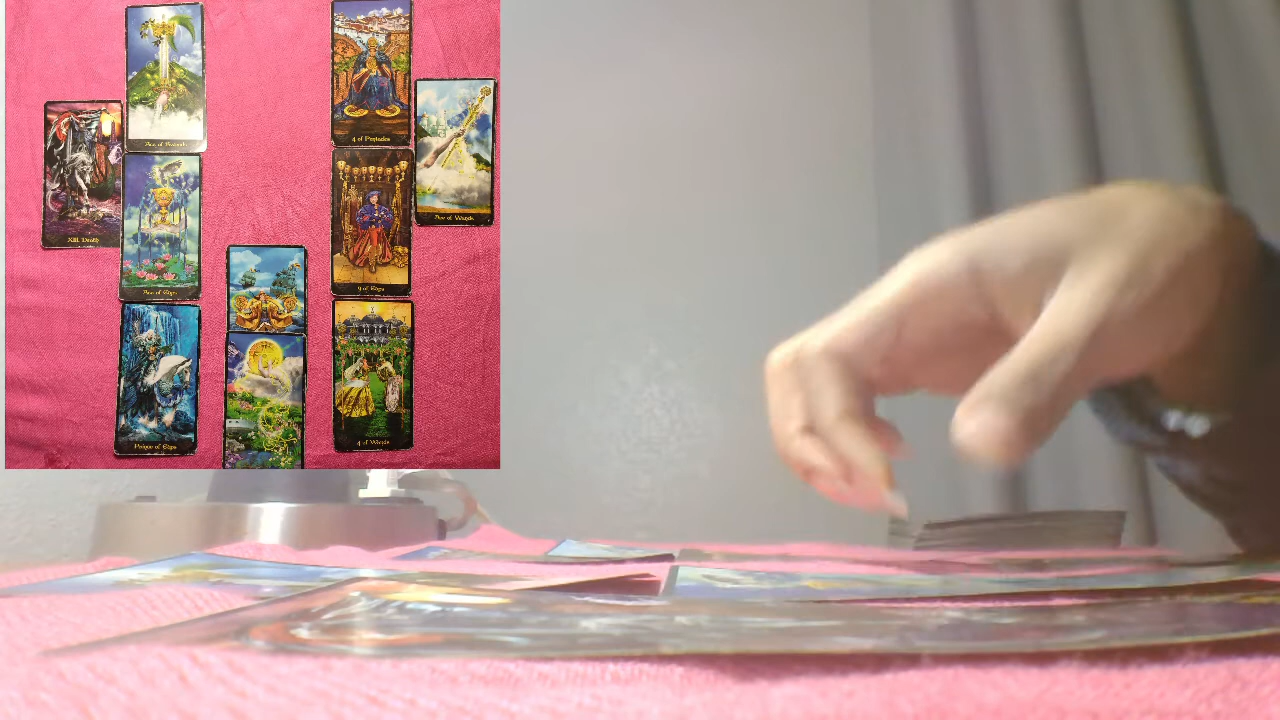 Ace of Swords
4 of Pentacles
XIII. Death
Ace of Wands
Ace of Cups
9 of Cups
Prince of Cups
4 of Wands